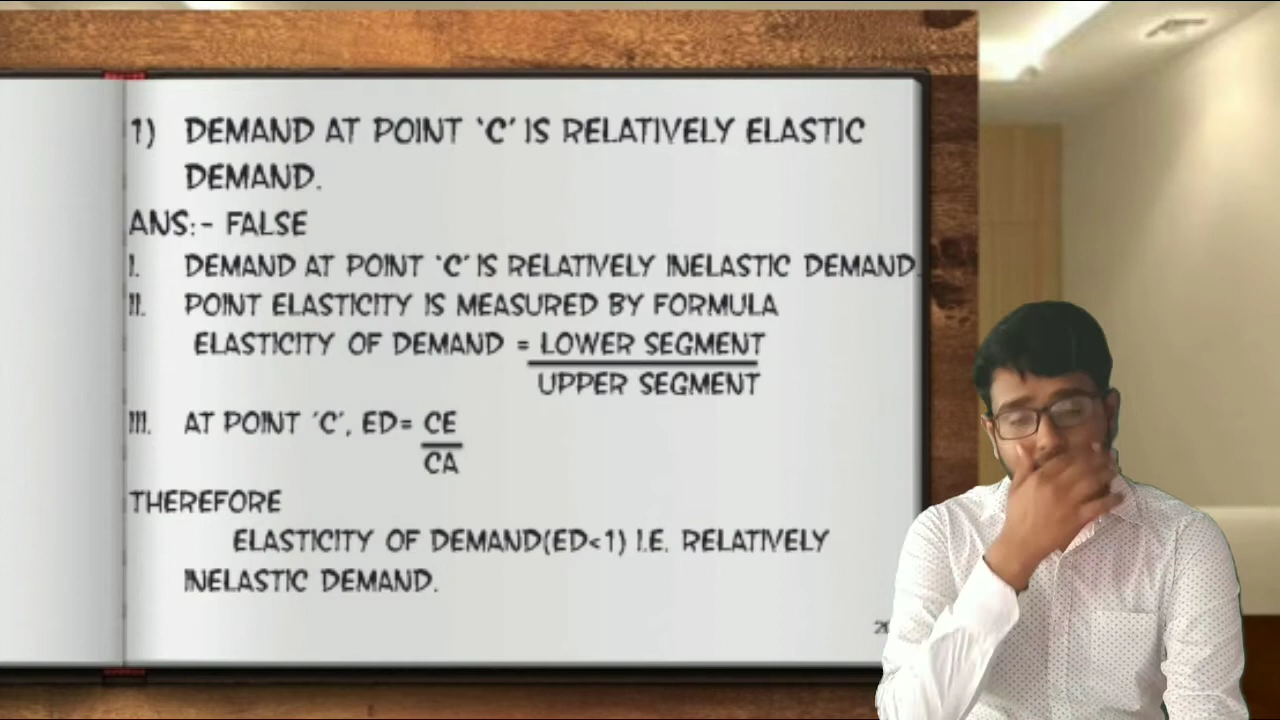 1) DEMAND AT POINT ‘C’ IS RELATIVELY ELASTIC
DEMAND.
ANS:- FALSE
I. DEMAND AT POINT ‘C’ IS RELATIVELY INELASTIC DEMAND.
II. POINT ELASTICITY IS MEASURED BY FORMULA
ELASTICITY OF DEMAND = LOWER SEGMENT
UPPER SEGMENT
III. AT POINT ‘C’, ED= CE
CA
THEREFORE
ELASTICITY OF DEMAND(ED<1) I.E. RELATIVELY
INELASTIC DEMAND.